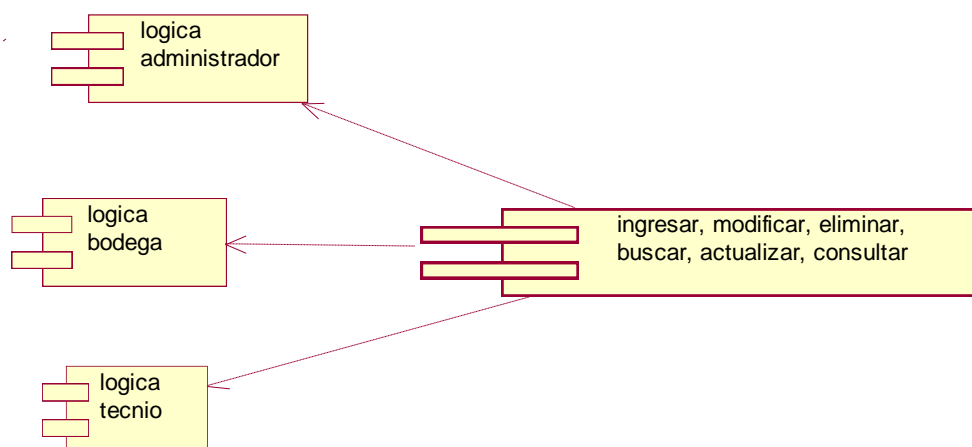 logica
administrador
logica
bodega
ingresar, modificar, eliminar,
buscar, actualizar, consultar
logica
tecnio